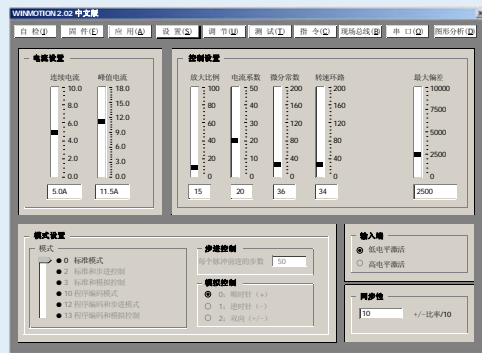 WINMOTION 2.02 中文版
自 检(I) 固 件(F) 应 用(A) 设 置(S) 调 节(U) 测 试(T) 指 令(C) 现场总线(B) 串 口(O) 图形分析(D)
电流设置
连续电流 峰值电流
10.0 18.0
8.0 15.0
6.0 12.0
9.0
4.0 6.0
2.0 3.0
0.0 0.0
5.0A 11.5A
控制设置
放大比例 电流系数 微分常数 转速环路 最大偏差
100 50 200 200 10000
80 40 160 160 7500
60 30 120 120 5000
40 20 80 80
20 10 40 40 2500
0 0 0 0 0
15 20 36 34 2500
模式设置
模式
0 标准模式
2 标准和步进控制
3 标准和模拟控制
10 程序编码模式
12 程序编码和步进模式
13 程序编码和模拟控制
步进控制
每个脉冲前进的步数 50
模拟控制
0：顺时针（+）
1：逆时针（-）
2：双向（+/-）
输入端
低电平激活
高电平激活
同步性
10 +/-比率/10